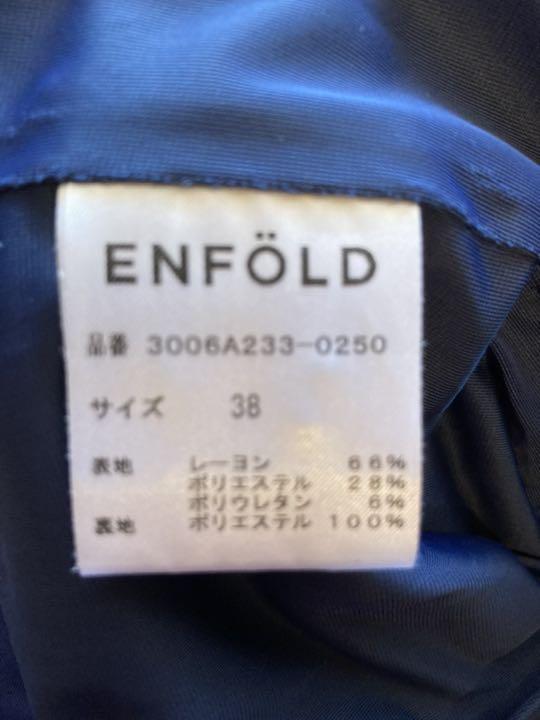 ENFÖLD
品番 3006A233-0250
サイズ 38
表地 レーヨン 66%
ポリエステル 28%
ポリウレタン 6%
裏地 ポリエステル 100%